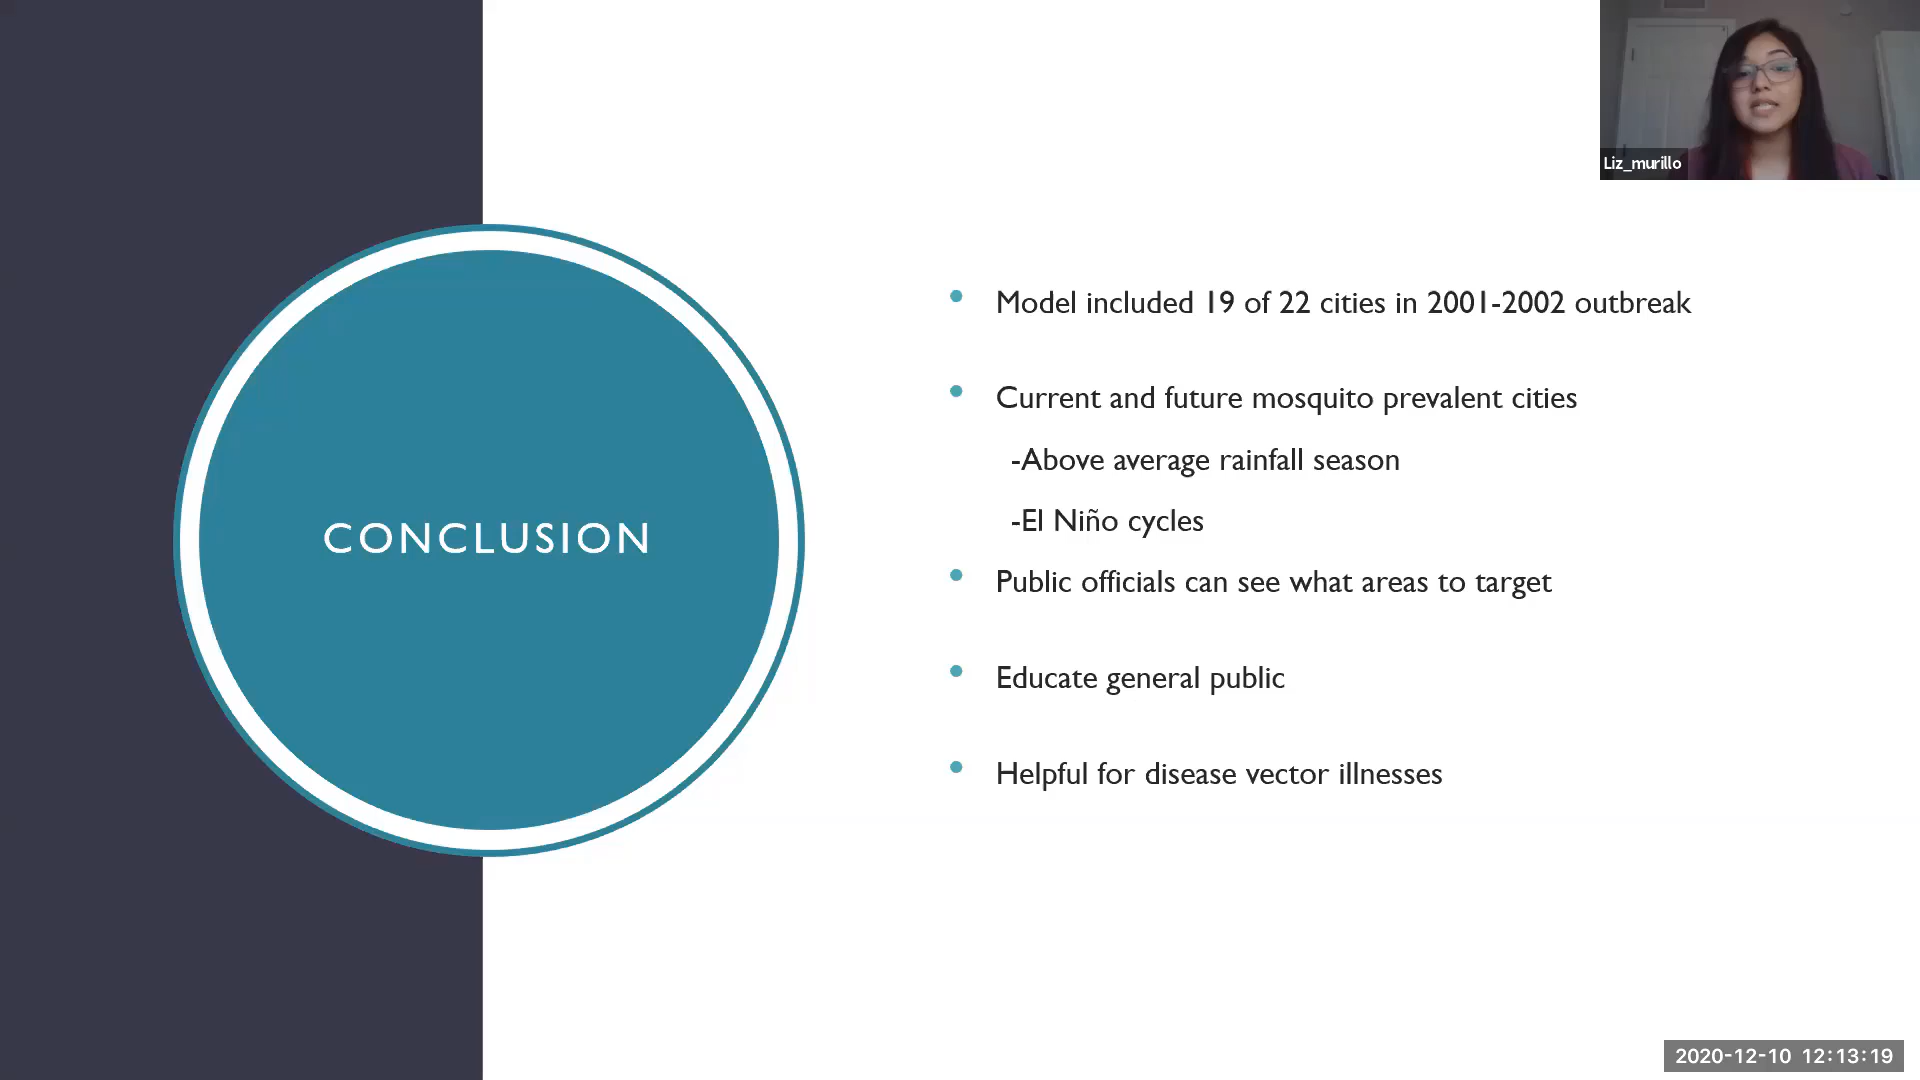 Liz_murillo
CONCLUSION
• Model included 19 of 22 cities in 2001-2002 outbreak
• Current and future mosquito prevalent cities
-Above average rainfall season
-El Niño cycles
• Public officials can see what areas to target
• Educate general public
• Helpful for disease vector illnesses
2020-12-10 12:13:19